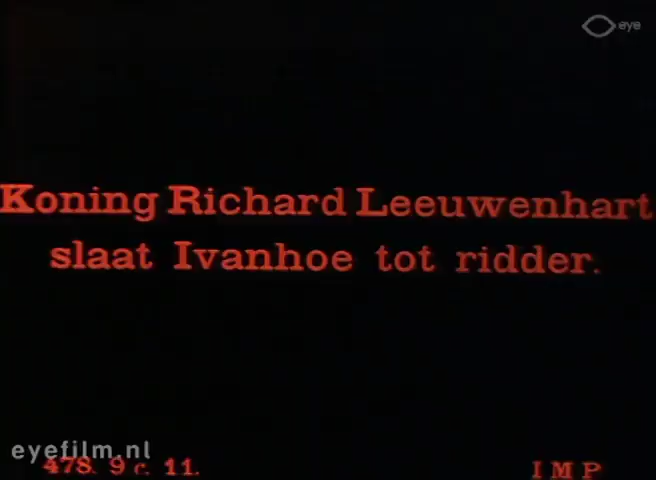 eye
Koning Richard Leeuwenhart
slaat Ivanhoe tot ridder.
eyefilm.nl
478. 9 c. 11.
IMP